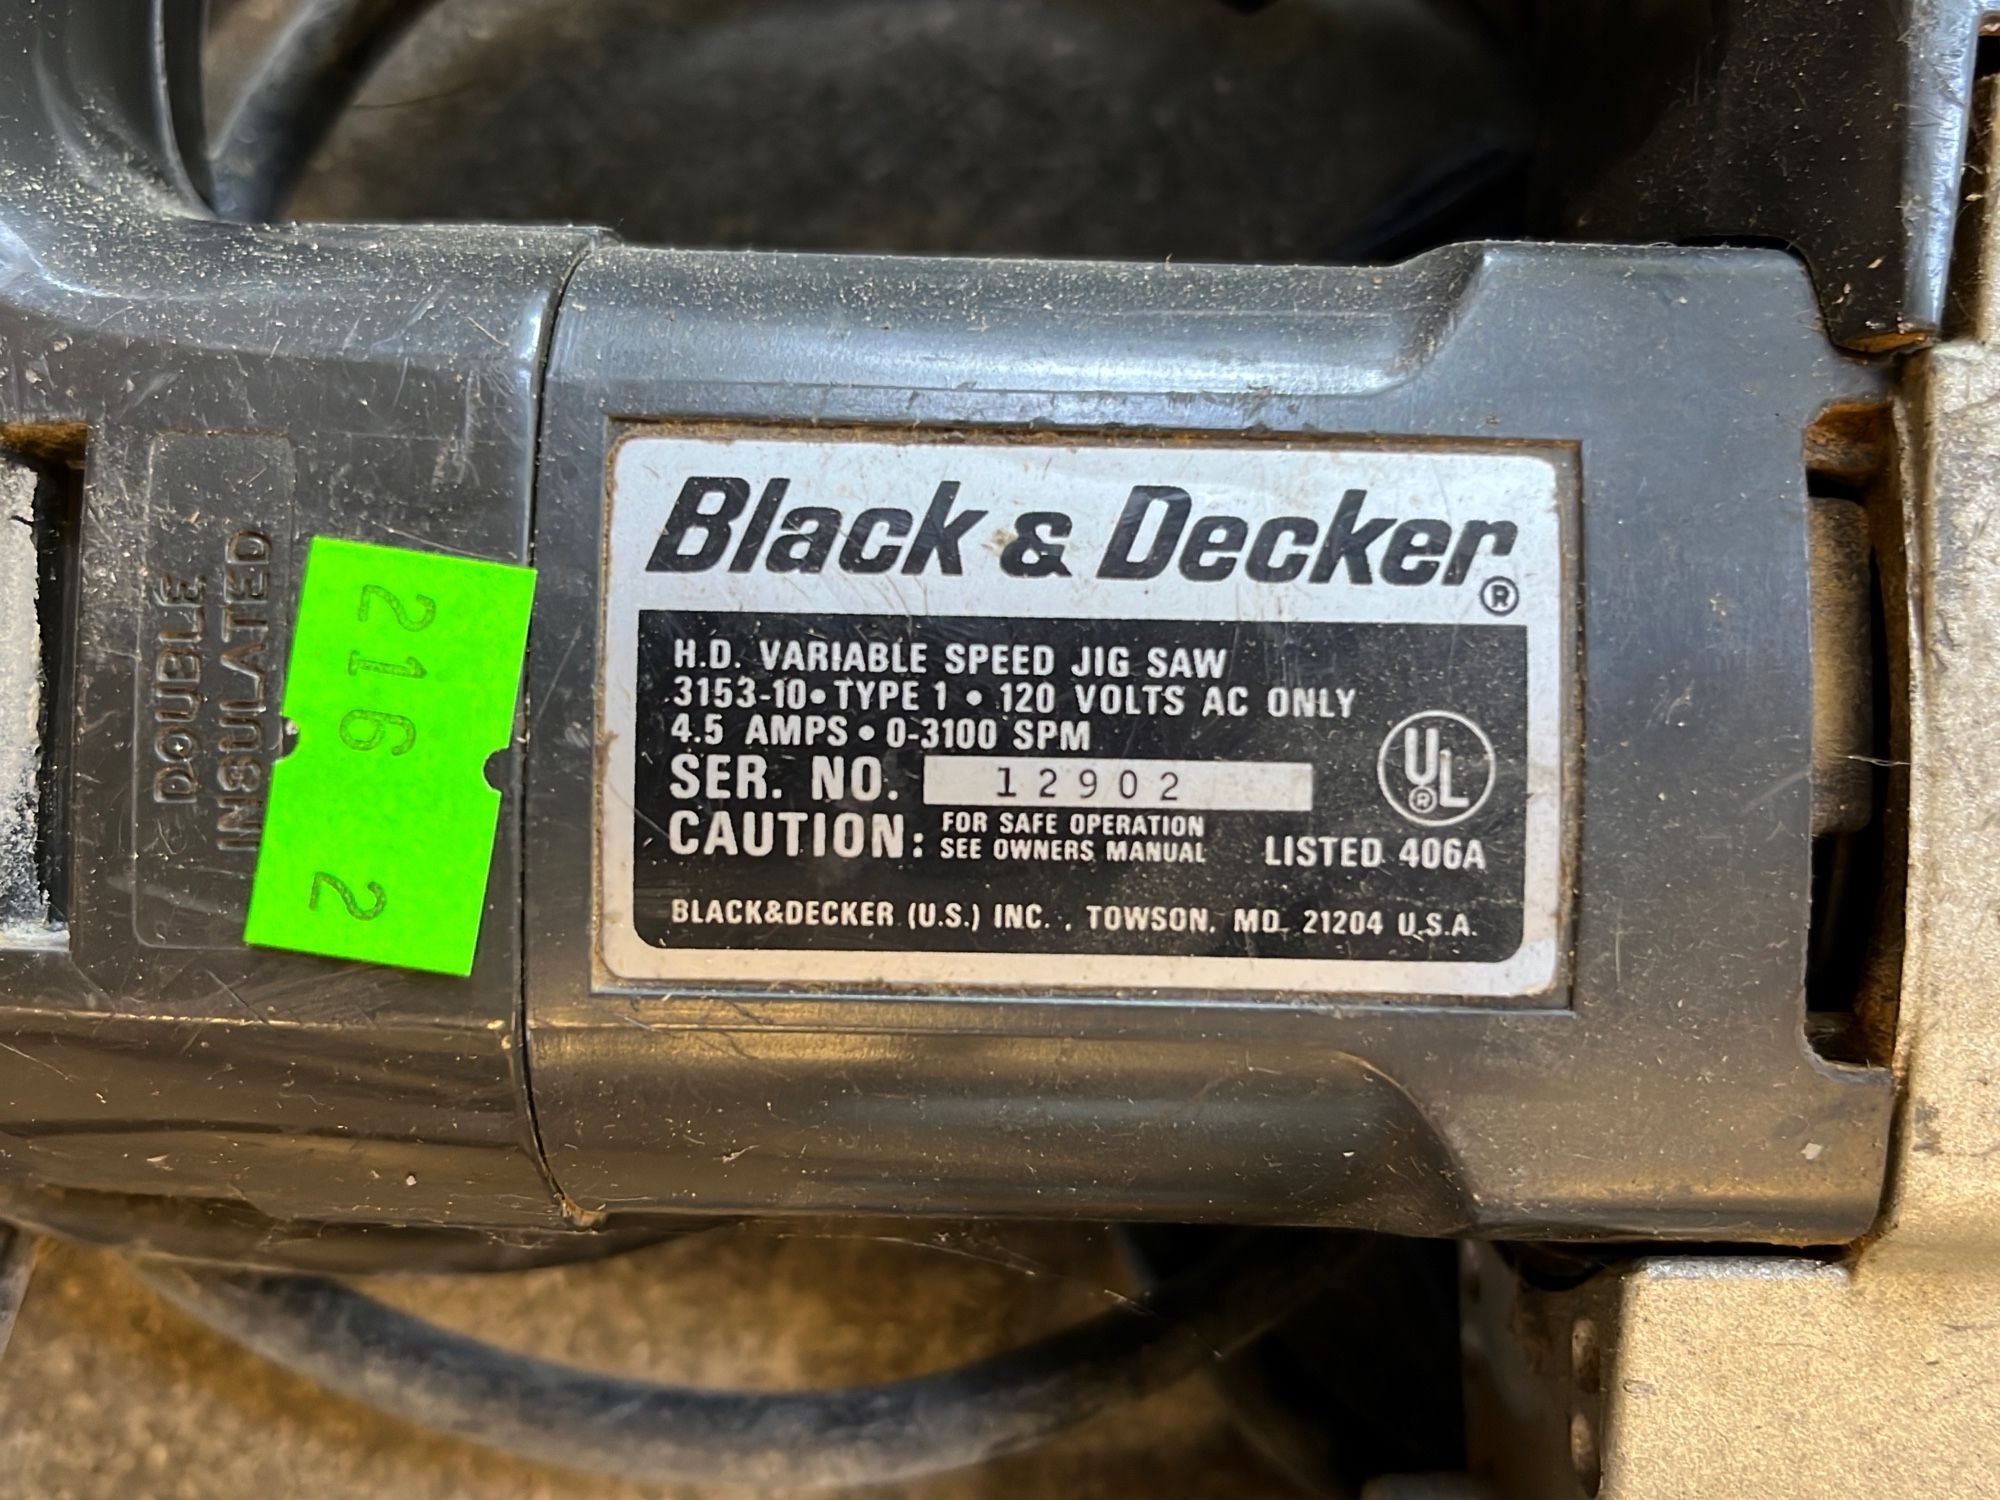 Black & Decker®
H.D. VARIABLE SPEED JIG SAW
3153-10 • TYPE 1 • 120 VOLTS AC ONLY
4.5 AMPS • 0-3100 SPM
SER. NO. 12902
CAUTION: FOR SAFE OPERATION
SEE OWNERS MANUAL
UL®
LISTED 406A
BLACK&DECKER (U.S.) INC., TOWSON, MD. 21204 U.S.A.
DOUBLE
INSULATED
216 2